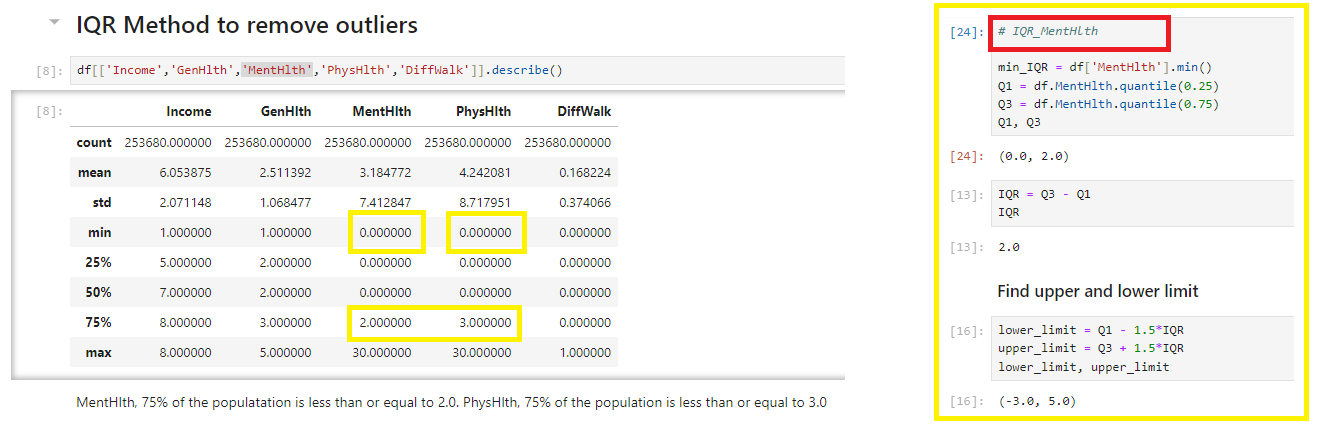 IQR Method to remove outliers
[8]: df[['Income','GenHlth','MentHlth','PhysHlth','DiffWalk']].describe()
[8]: Income GenHlth MentHlth PhysHlth DiffWalk
count 253680.000000 253680.000000 253680.000000 253680.000000 253680.000000
mean 6.053875 2.511392 3.184772 4.242081 0.168224
std 2.071148 1.068477 7.412847 8.717951 0.374066
min 1.000000 1.000000 0.000000 0.000000 0.000000
25% 5.000000 2.000000 0.000000 0.000000 0.000000
50% 7.000000 2.000000 0.000000 0.000000 0.000000
75% 8.000000 3.000000 2.000000 3.000000 0.000000
max 8.000000 5.000000 30.000000 30.000000 1.000000
MentHlth, 75% of the populatation is less than or equal to 2.0. PhysHlth, 75% of the population is less than or equal to 3.0
[24]: # IQR_MentHlth
min_IQR = df['MentHlth'].min()
Q1 = df.MentHlth.quantile(0.25)
Q3 = df.MentHlth.quantile(0.75)
Q1, Q3
[24]: (0.0, 2.0)
[13]: IQR = Q3 - Q1
IQR
[13]: 2.0
Find upper and lower limit
[16]: lower_limit = Q1 - 1.5*IQR
upper_limit = Q3 + 1.5*IQR
lower_limit, upper_limit
[16]: (-3.0, 5.0)